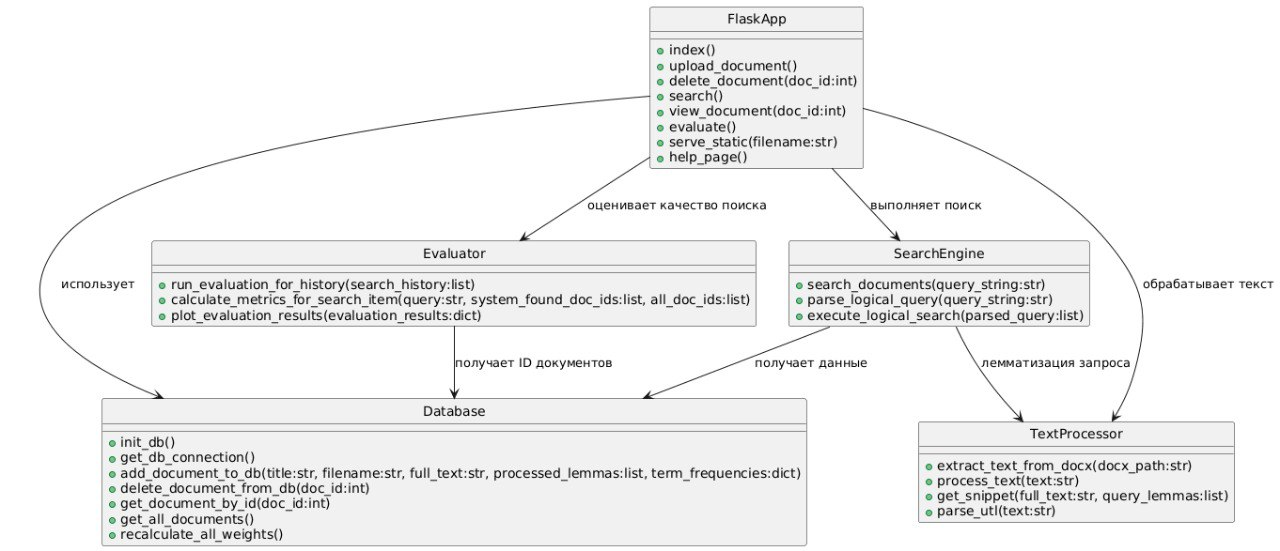 FlaskApp
index()
upload_document()
delete_document(doc_id:int)
search()
view_document(doc_id:int)
evaluate()
serve_static(filename:str)
help_page()
оценивает качество поиска
выполняет поиск
использует
обрабатывает текст
Evaluator
run_evaluation_for_history(search_history:list)
calculate_metrics_for_search_item(query:str, system_found_doc_ids:list, all_doc_ids:list)
plot_evaluation_results(evaluation_results:dict)
SearchEngine
search_documents(query_string:str)
parse_logical_query(query_string:str)
execute_logical_search(parsed_query:list)
получает ID документов
получает данные
лемматизация запроса
Database
init_db()
get_db_connection()
add_document_to_db(title:str, filename:str, full_text:str, processed_lemmas:list, term_frequencies:dict)
delete_document_from_db(doc_id:int)
get_document_by_id(doc_id:int)
get_all_documents()
recalculate_all_weights()
TextProcessor
extract_text_from_docx(docx_path:str)
process_text(text:str)
get_snippet(full_text:str, query_lemmas:list)
parse_utl(text:str)